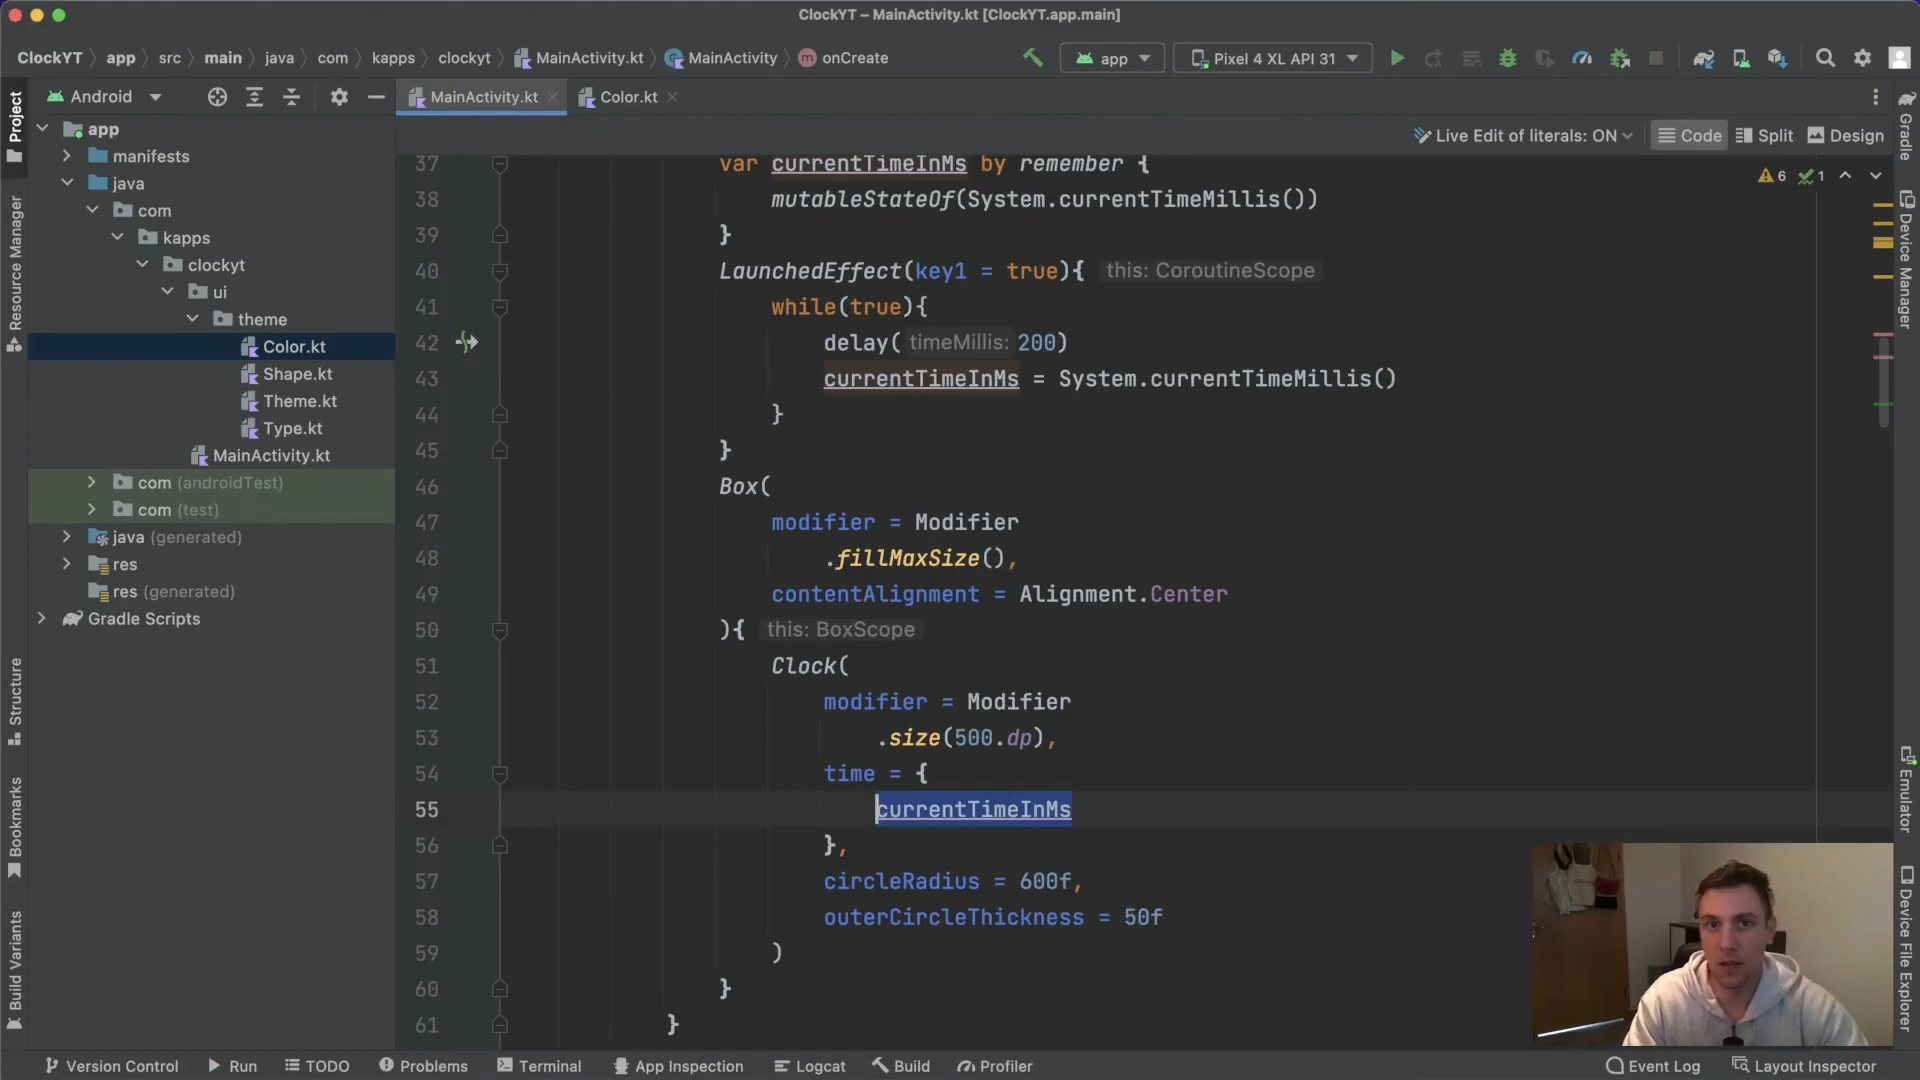 ClockYT – MainActivity.kt [ClockYT.app.main]
ClockYT app src main java com kapps clockyt MainActivity.kt MainActivity onCreate
app
Pixel 4 XL API 31
Android
MainActivity.kt
Color.kt
Live Edit of literals: ON
Code
Split
Design
6
1
Project
Resource Manager
Structure
Bookmarks
Build Variants
app
manifests
java
com
kapps
clockyt
ui
theme
Color.kt
Shape.kt
Theme.kt
Type.kt
MainActivity.kt
com (androidTest)
com (test)
java (generated)
res
res (generated)
Gradle Scripts
37 var currentTimeInMs by remember {
38 mutableStateOf(System.currentTimeMillis())
39 }
40 LaunchedEffect(key1 = true){ this: CoroutineScope
41 while(true){
42 delay( timeMillis: 200)
43 currentTimeInMs = System.currentTimeMillis()
44 }
45 }
46 Box(
47 modifier = Modifier
48 .fillMaxSize(),
49 contentAlignment = Alignment.Center
50 ){ this: BoxScope
51 Clock(
52 modifier = Modifier
53 .size(500.dp),
54 time = {
55 currentTimeInMs
56 },
57 circleRadius = 600f,
58 outerCircleThickness = 50f
59 )
60 }
61 }
Gradle
Device Manager
Emulator
Device File Explorer
Version Control
Run
TODO
Problems
Terminal
App Inspection
Logcat
Build
Profiler
Event Log
Layout Inspector